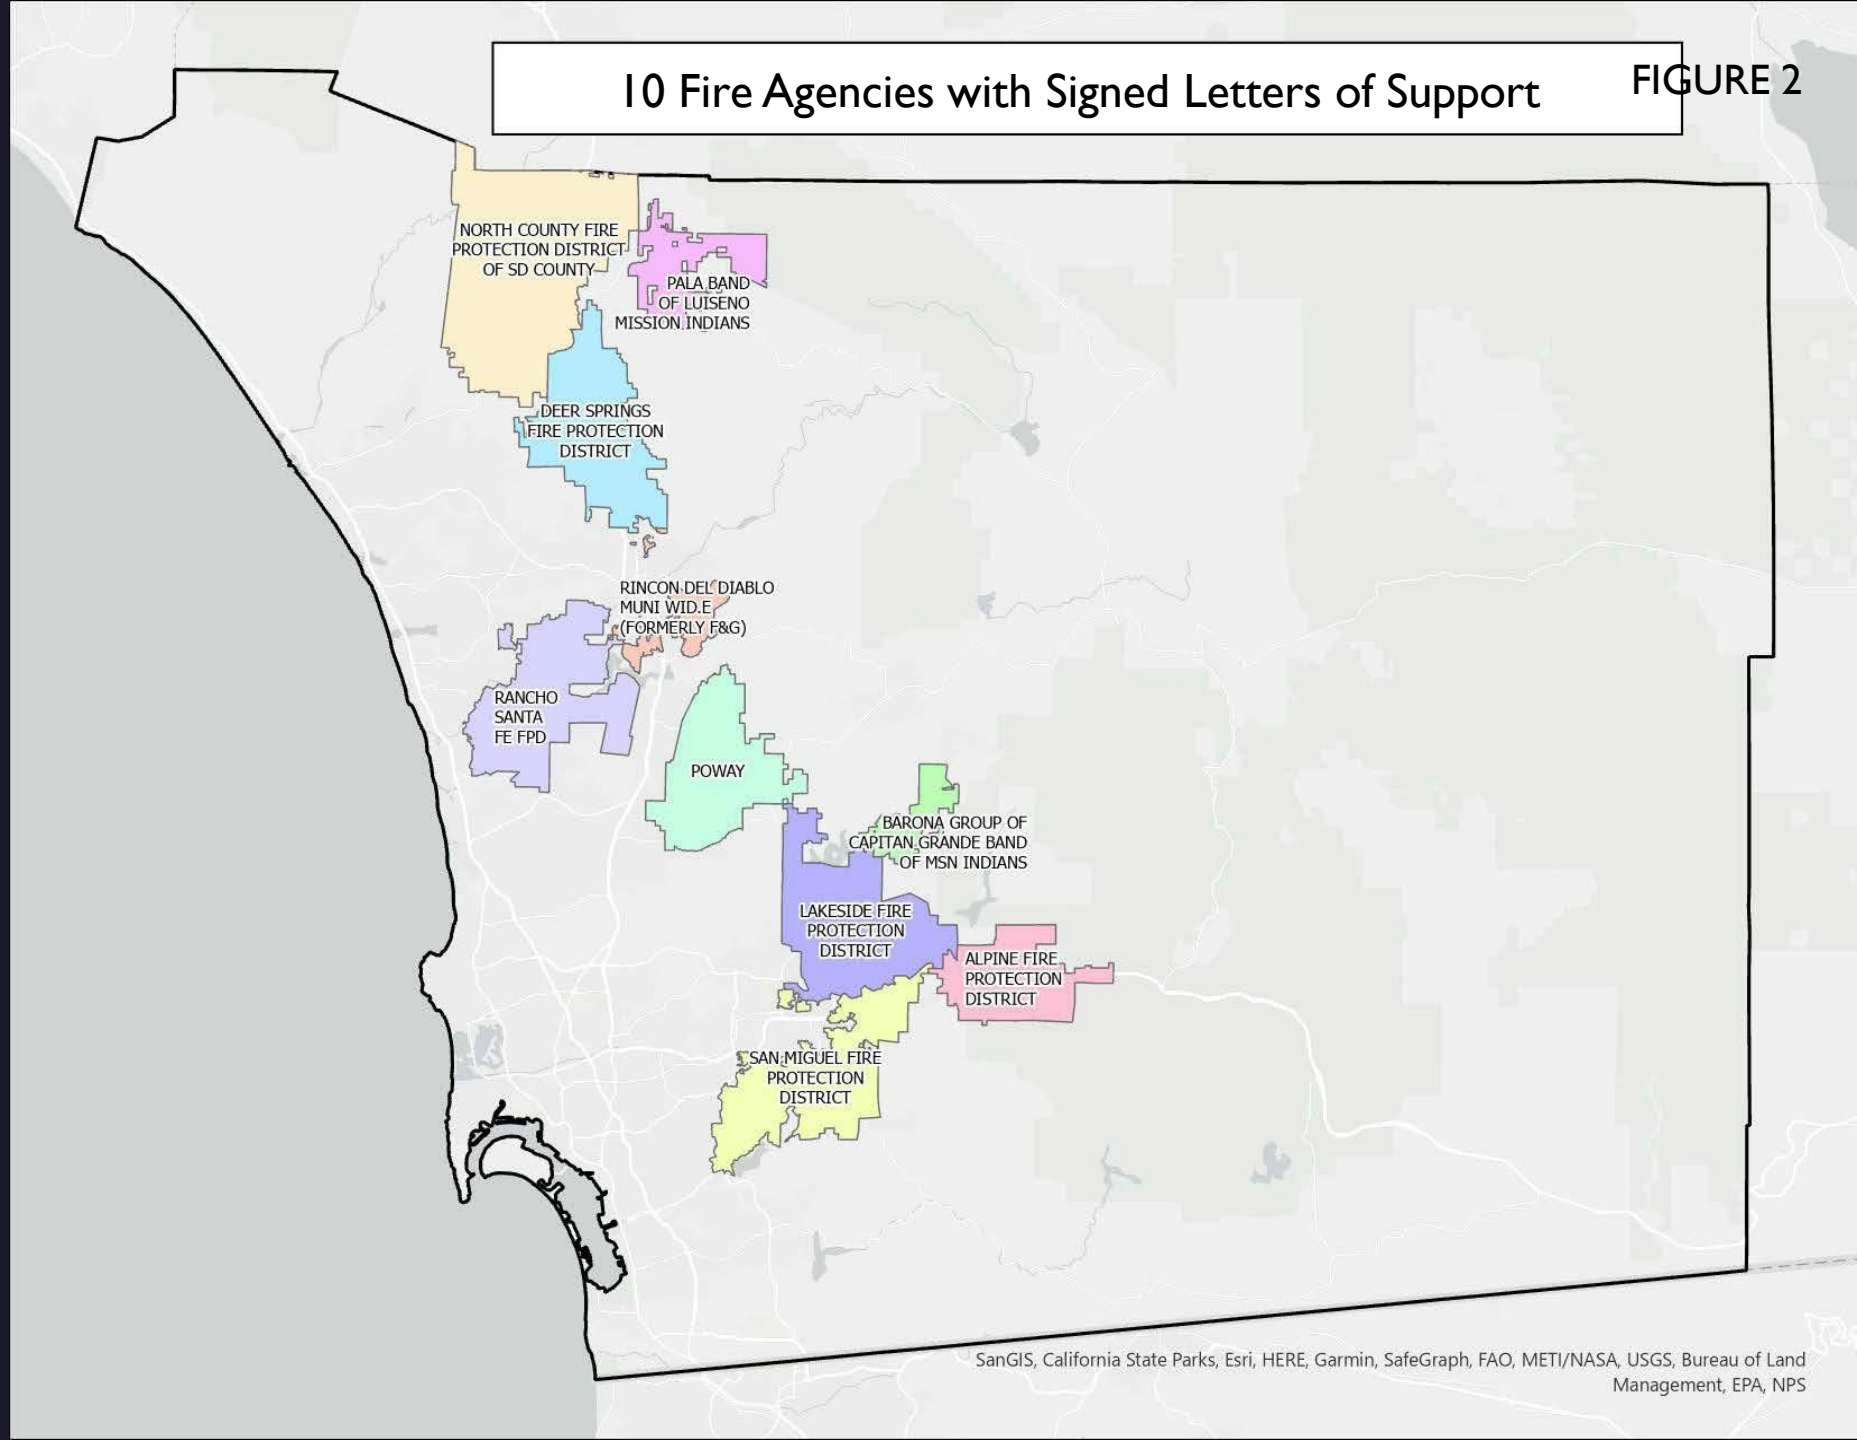 10 Fire Agencies with Signed Letters of Support
FIGURE 2
NORTH COUNTY FIRE
PROTECTION DISTRICT
OF SD COUNTY
PALA BAND
OF LUISENO
MISSION INDIANS
DEER SPRINGS
FIRE PROTECTION
DISTRICT
RINCON DEL DIABLO
MUNI WID.E
(FORMERLY F&G)
RANCHO
SANTA
FE FPD
POWAY
BARONA GROUP OF
CAPITAN GRANDE BAND
OF MSN INDIANS
LAKESIDE FIRE
PROTECTION
DISTRICT
ALPINE FIRE
PROTECTION
DISTRICT
SAN MIGUEL FIRE
PROTECTION
DISTRICT
SanGIS, California State Parks, Esri, HERE, Garmin, SafeGraph, FAO, METI/NASA, USGS, Bureau of Land
Management, EPA, NPS